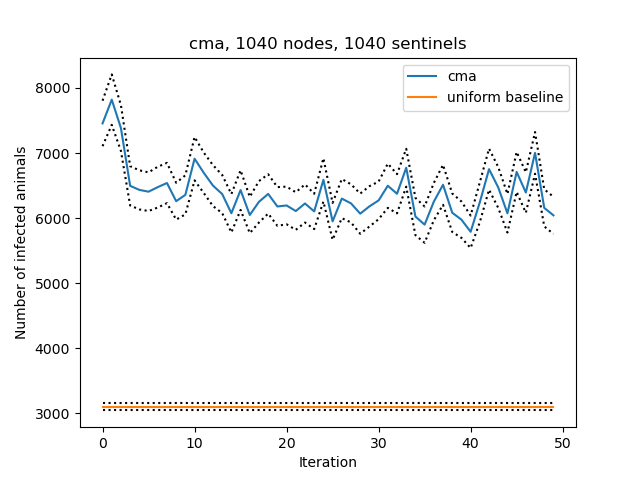 cma, 1040 nodes, 1040 sentinels
cma
uniform baseline
Number of infected animals
8000
7000
6000
5000
4000
3000
0 10 20 30 40 50
Iteration